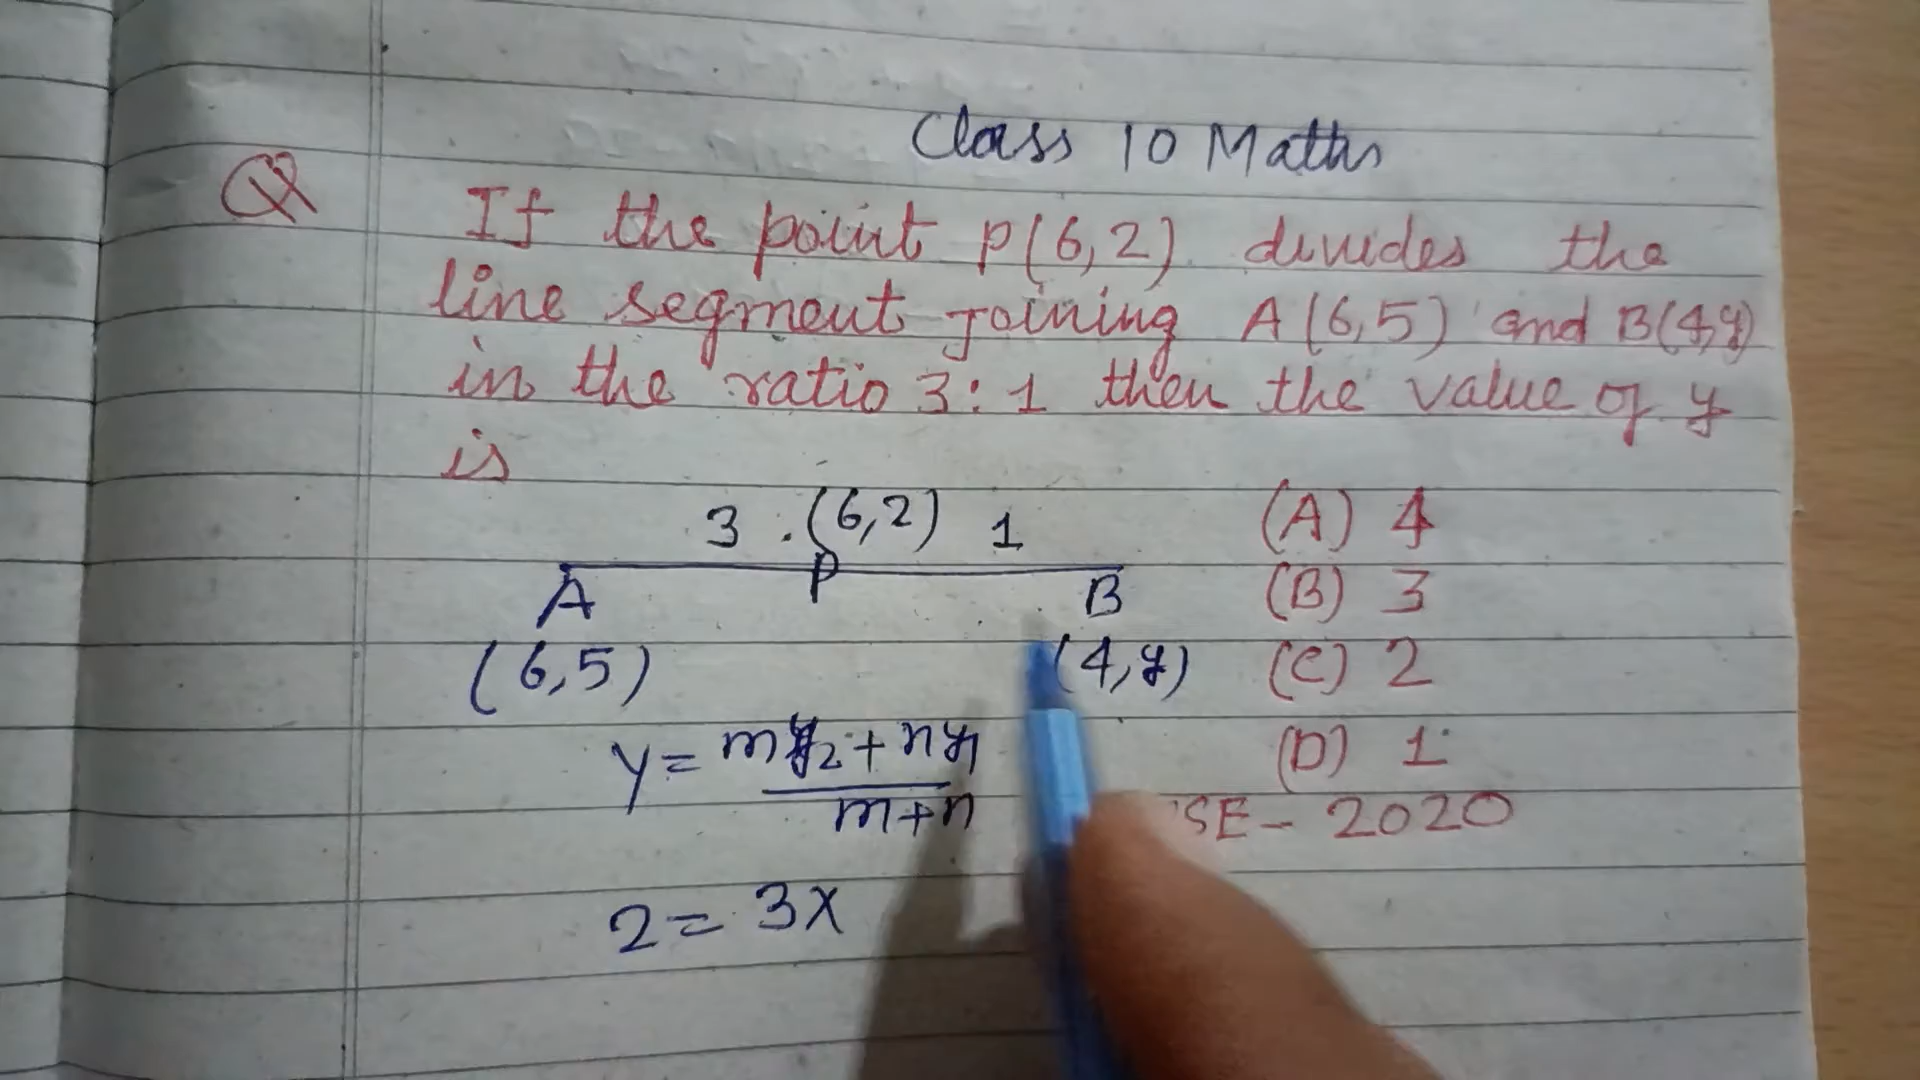 Class 10 Maths
Q If the point P(6,2) divides the
line segment Joining A(6,5) and B(4,y)
in the ratio 3:1 then the value of y
is
3 .(6,2) 1
A P B
(6,5) (4,y)
(A) 4
(B) 3
(C) 2
(D) 1
SE- 2020
y = my2 + ny1
m+n
2 = 3x